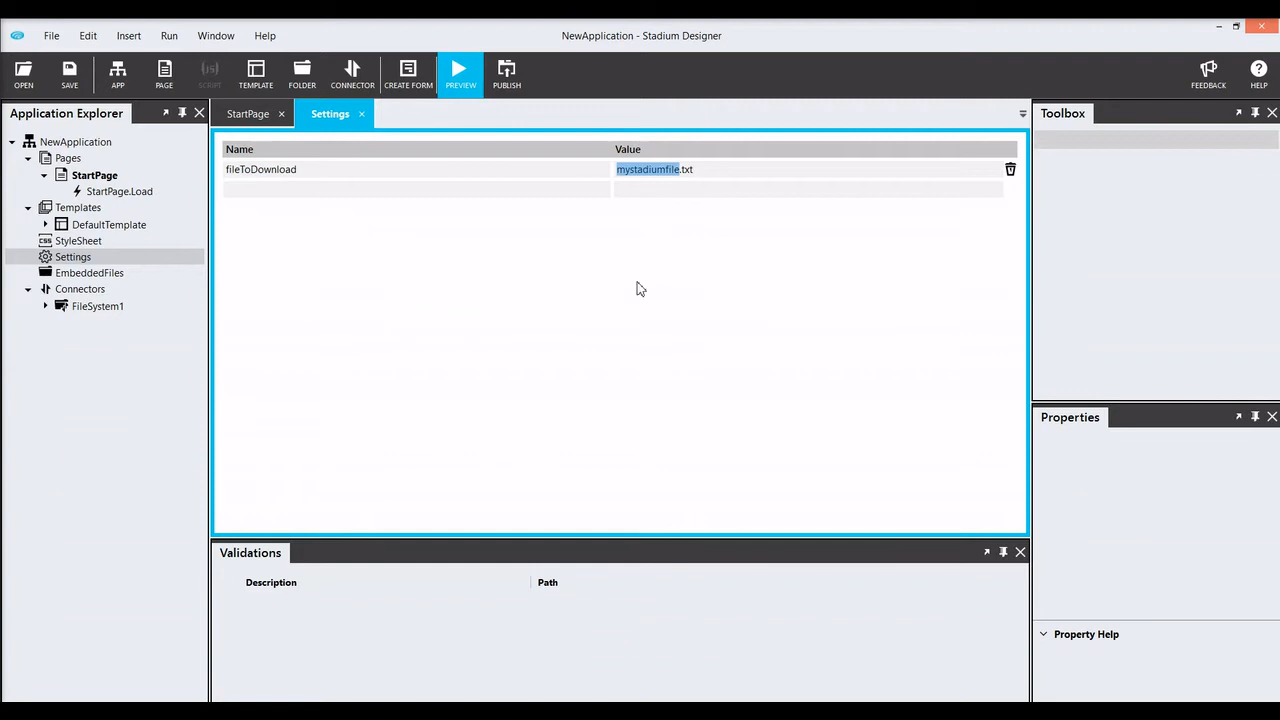 File Edit Insert Run Window Help
NewApplication - Stadium Designer
OPEN SAVE APP PAGE SCRIPT TEMPLATE FOLDER CONNECTOR CREATE FORM PREVIEW PUBLISH FEEDBACK HELP
Application Explorer
NewApplication
Pages
StartPage
StartPage.Load
Templates
DefaultTemplate
css StyleSheet
Settings
EmbeddedFiles
Connectors
FileSystem1
StartPage Settings
Name Value
fileToDownload mystadiumfile.txt
Validations
Description Path
Toolbox
Properties
Property Help